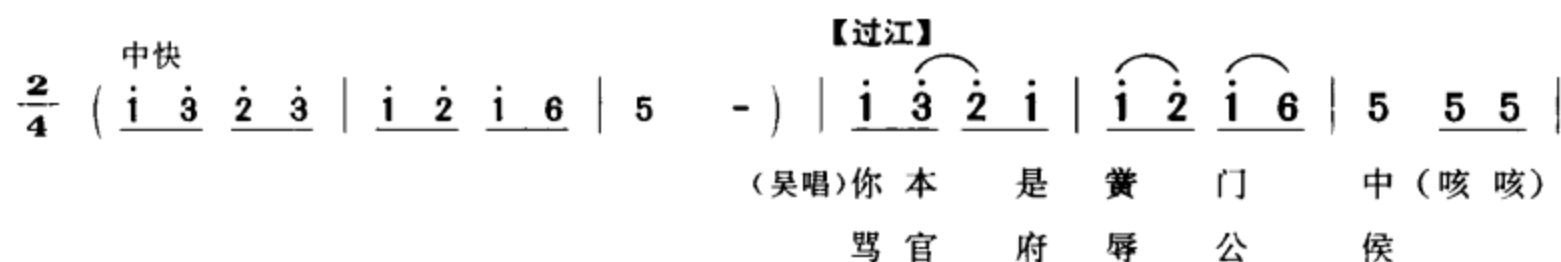 【过江】
中快
2/4 ( i̇ 3̇ 2̇ 3̇ | i̇ 2̇ i̇ 6 | 5 - ) | i̇ 3̇ 2̇ i̇ | i̇ 2̇ i̇ 6 | 5 5 5 |
(吴唱)你本是黉门中(咳咳)
骂官府辱公侯